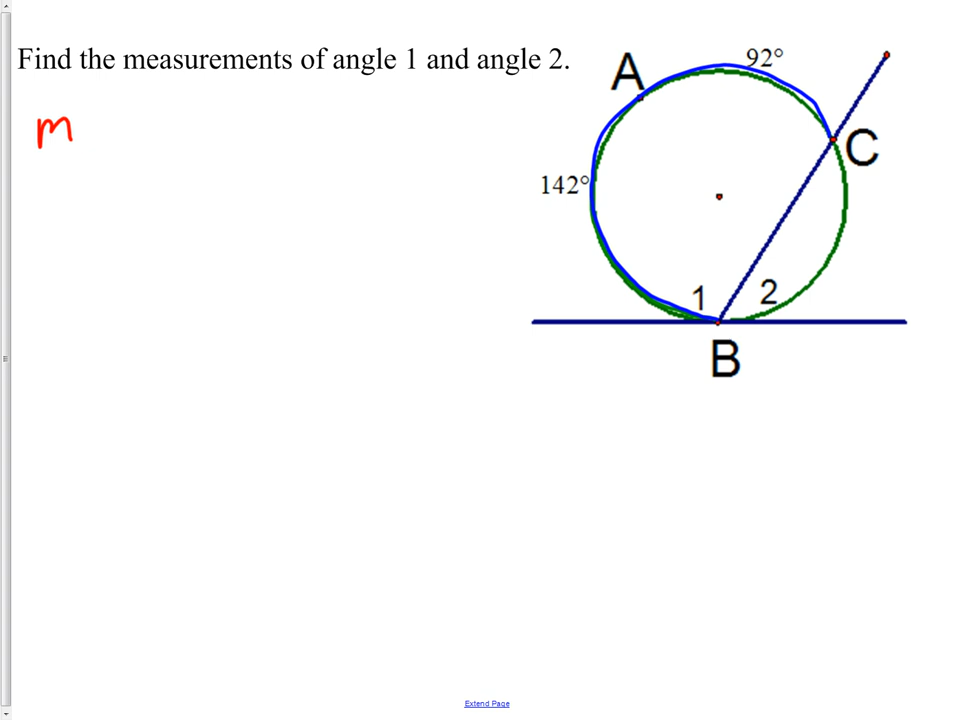 Find the measurements of angle 1 and angle 2.
m
A
92°
C
142°
1
2
B
Extend Page